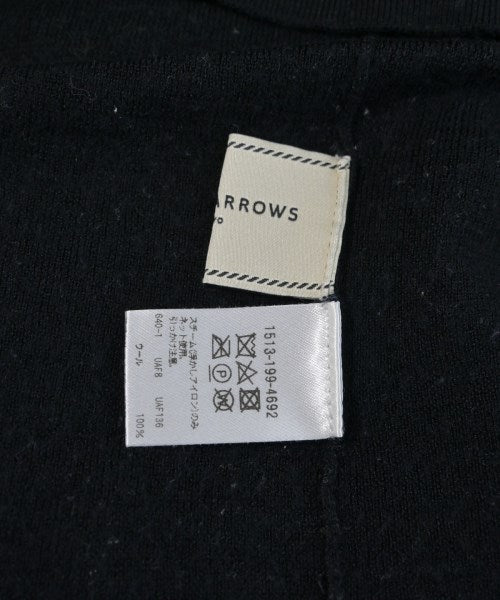 ARROWS
1513-199-4692
スチーム(浮かしアイロン)のみ
ネット使用。
引っかけ注意。
640-1 UAF8 UAF136
ウール 100%